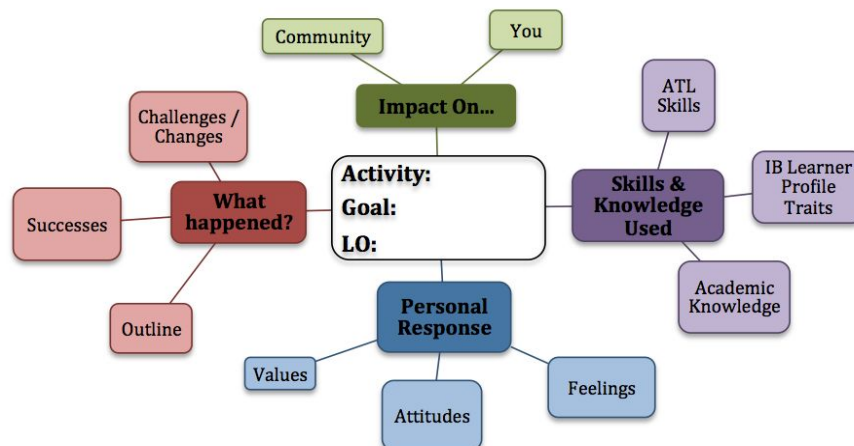 Community
You
Impact On...
Challenges /
Changes
ATL
Skills
Activity:
Goal:
LO:
What
happened?
Skills &
Knowledge
Used
IB Learner
Profile
Traits
Successes
Outline
Academic
Knowledge
Personal
Response
Values
Attitudes
Feelings